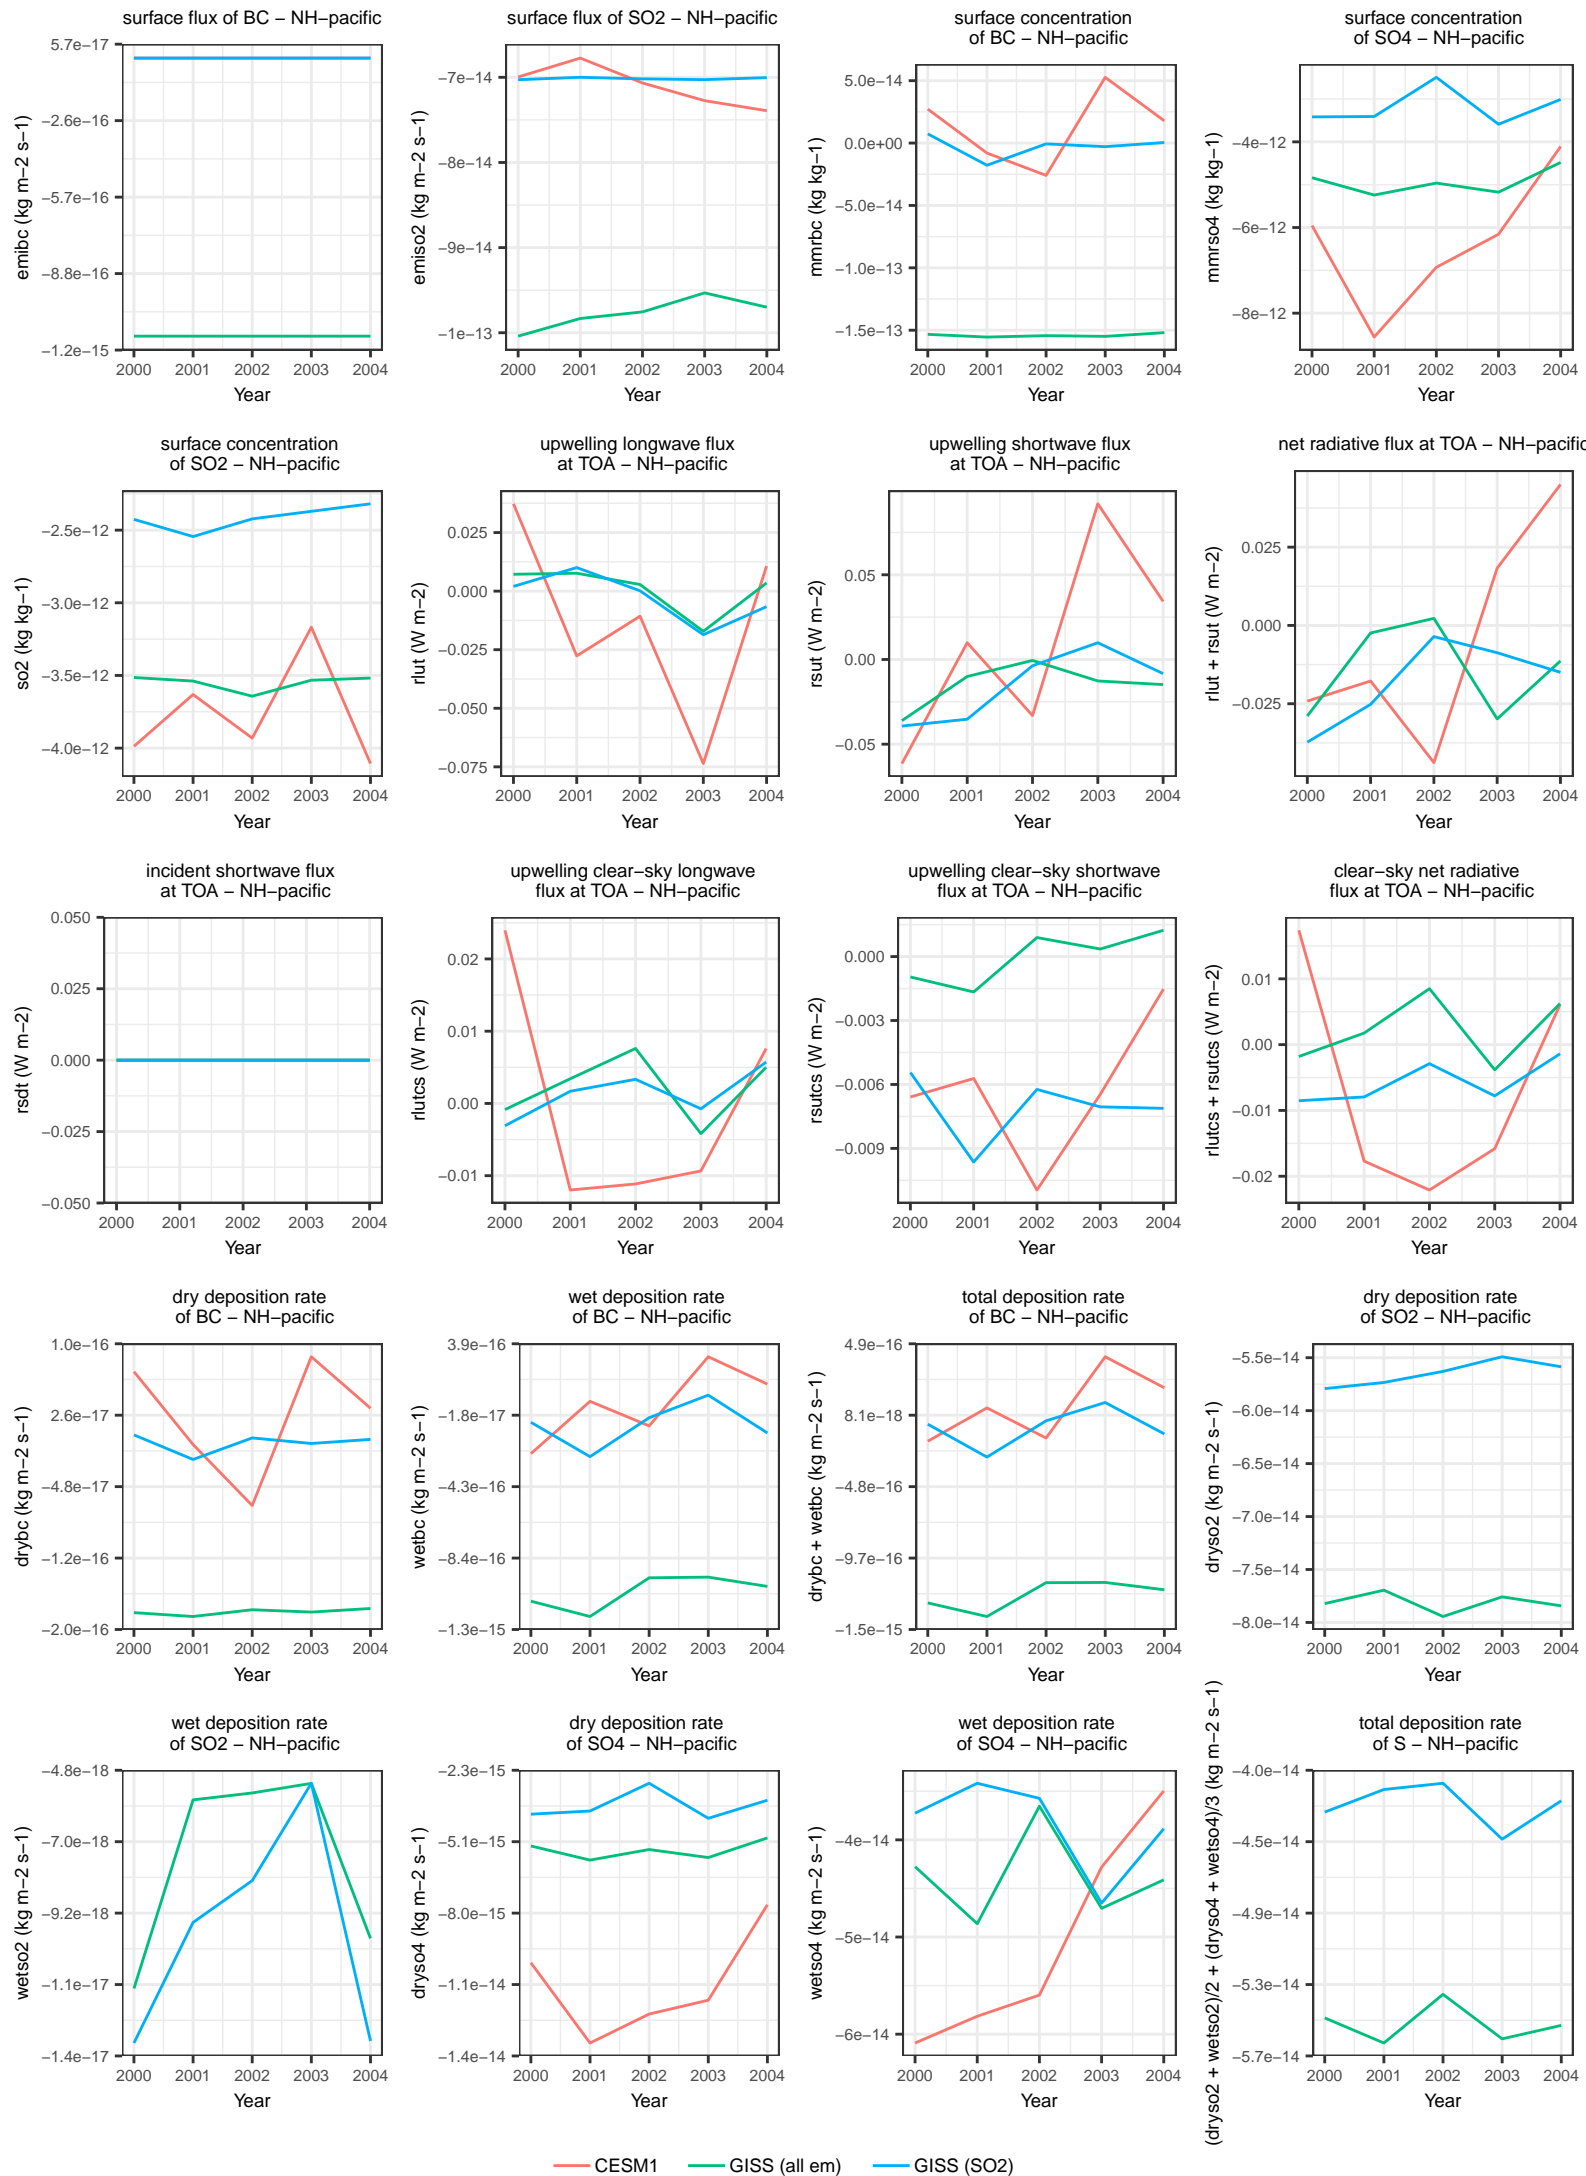 surface flux of BC − NH−pacific
emibc (kg m−2 s−1)
5.7e−17
−2.6e−16
−5.7e−16
−8.8e−16
−1.2e−15
2000 2001 2002 2003 2004
Year
surface flux of SO2 − NH−pacific
emiso2 (kg m−2 s−1)
−7e−14
−8e−14
−9e−14
−1e−13
2000 2001 2002 2003 2004
Year
surface concentration
of BC − NH−pacific
mmrbc (kg kg−1)
5.0e−14
0.0e+00
−5.0e−14
−1.0e−13
−1.5e−13
2000 2001 2002 2003 2004
Year
surface concentration
of SO4 − NH−pacific
mmrso4 (kg kg−1)
−4e−12
−6e−12
−8e−12
2000 2001 2002 2003 2004
Year
surface concentration
of SO2 − NH−pacific
so2 (kg kg−1)
−2.5e−12
−3.0e−12
−3.5e−12
−4.0e−12
2000 2001 2002 2003 2004
Year
upwelling longwave flux
at TOA − NH−pacific
rlut (W m−2)
0.025
0.000
−0.025
−0.050
−0.075
2000 2001 2002 2003 2004
Year
upwelling shortwave flux
at TOA − NH−pacific
rsut (W m−2)
0.05
0.00
−0.05
2000 2001 2002 2003 2004
Year
net radiative flux at TOA − NH−pacific
rlut + rsut (W m−2)
0.025
0.000
−0.025
2000 2001 2002 2003 2004
Year
incident shortwave flux
at TOA − NH−pacific
rsdt (W m−2)
0.050
0.025
0.000
−0.025
−0.050
2000 2001 2002 2003 2004
Year
upwelling clear−sky longwave
flux at TOA − NH−pacific
rlutcs (W m−2)
0.02
0.01
0.00
−0.01
2000 2001 2002 2003 2004
Year
upwelling clear−sky shortwave
flux at TOA − NH−pacific
rsutcs (W m−2)
0.000
−0.003
−0.006
−0.009
2000 2001 2002 2003 2004
Year
clear−sky net radiative
flux at TOA − NH−pacific
rlutcs + rsutcs (W m−2)
0.01
0.00
−0.01
−0.02
2000 2001 2002 2003 2004
Year
dry deposition rate
of BC − NH−pacific
drybc (kg m−2 s−1)
1.0e−16
2.6e−17
−4.8e−17
−1.2e−16
−2.0e−16
2000 2001 2002 2003 2004
Year
wet deposition rate
of BC − NH−pacific
wetbc (kg m−2 s−1)
3.9e−16
−1.8e−17
−4.3e−16
−8.4e−16
−1.3e−15
2000 2001 2002 2003 2004
Year
total deposition rate
of BC − NH−pacific
drybc + wetbc (kg m−2 s−1)
4.9e−16
8.1e−18
−4.8e−16
−9.7e−16
−1.5e−15
2000 2001 2002 2003 2004
Year
dry deposition rate
of SO2 − NH−pacific
dryso2 (kg m−2 s−1)
−5.5e−14
−6.0e−14
−6.5e−14
−7.0e−14
−7.5e−14
−8.0e−14
2000 2001 2002 2003 2004
Year
wet deposition rate
of SO2 − NH−pacific
wetso2 (kg m−2 s−1)
−4.8e−18
−7.0e−18
−9.2e−18
−1.1e−17
−1.4e−17
2000 2001 2002 2003 2004
Year
dry deposition rate
of SO4 − NH−pacific
dryso4 (kg m−2 s−1)
−2.3e−15
−5.1e−15
−8.0e−15
−1.1e−14
−1.4e−14
2000 2001 2002 2003 2004
Year
wet deposition rate
of SO4 − NH−pacific
wetso4 (kg m−2 s−1)
−4e−14
−5e−14
−6e−14
2000 2001 2002 2003 2004
Year
total deposition rate
of S − NH−pacific
(dryso2 + wetso2)/2 + (dryso4 + wetso4)/3 (kg m−2 s−1)
−4.0e−14
−4.5e−14
−4.9e−14
−5.3e−14
−5.7e−14
2000 2001 2002 2003 2004
Year
CESM1 GISS (all em) GISS (SO2)